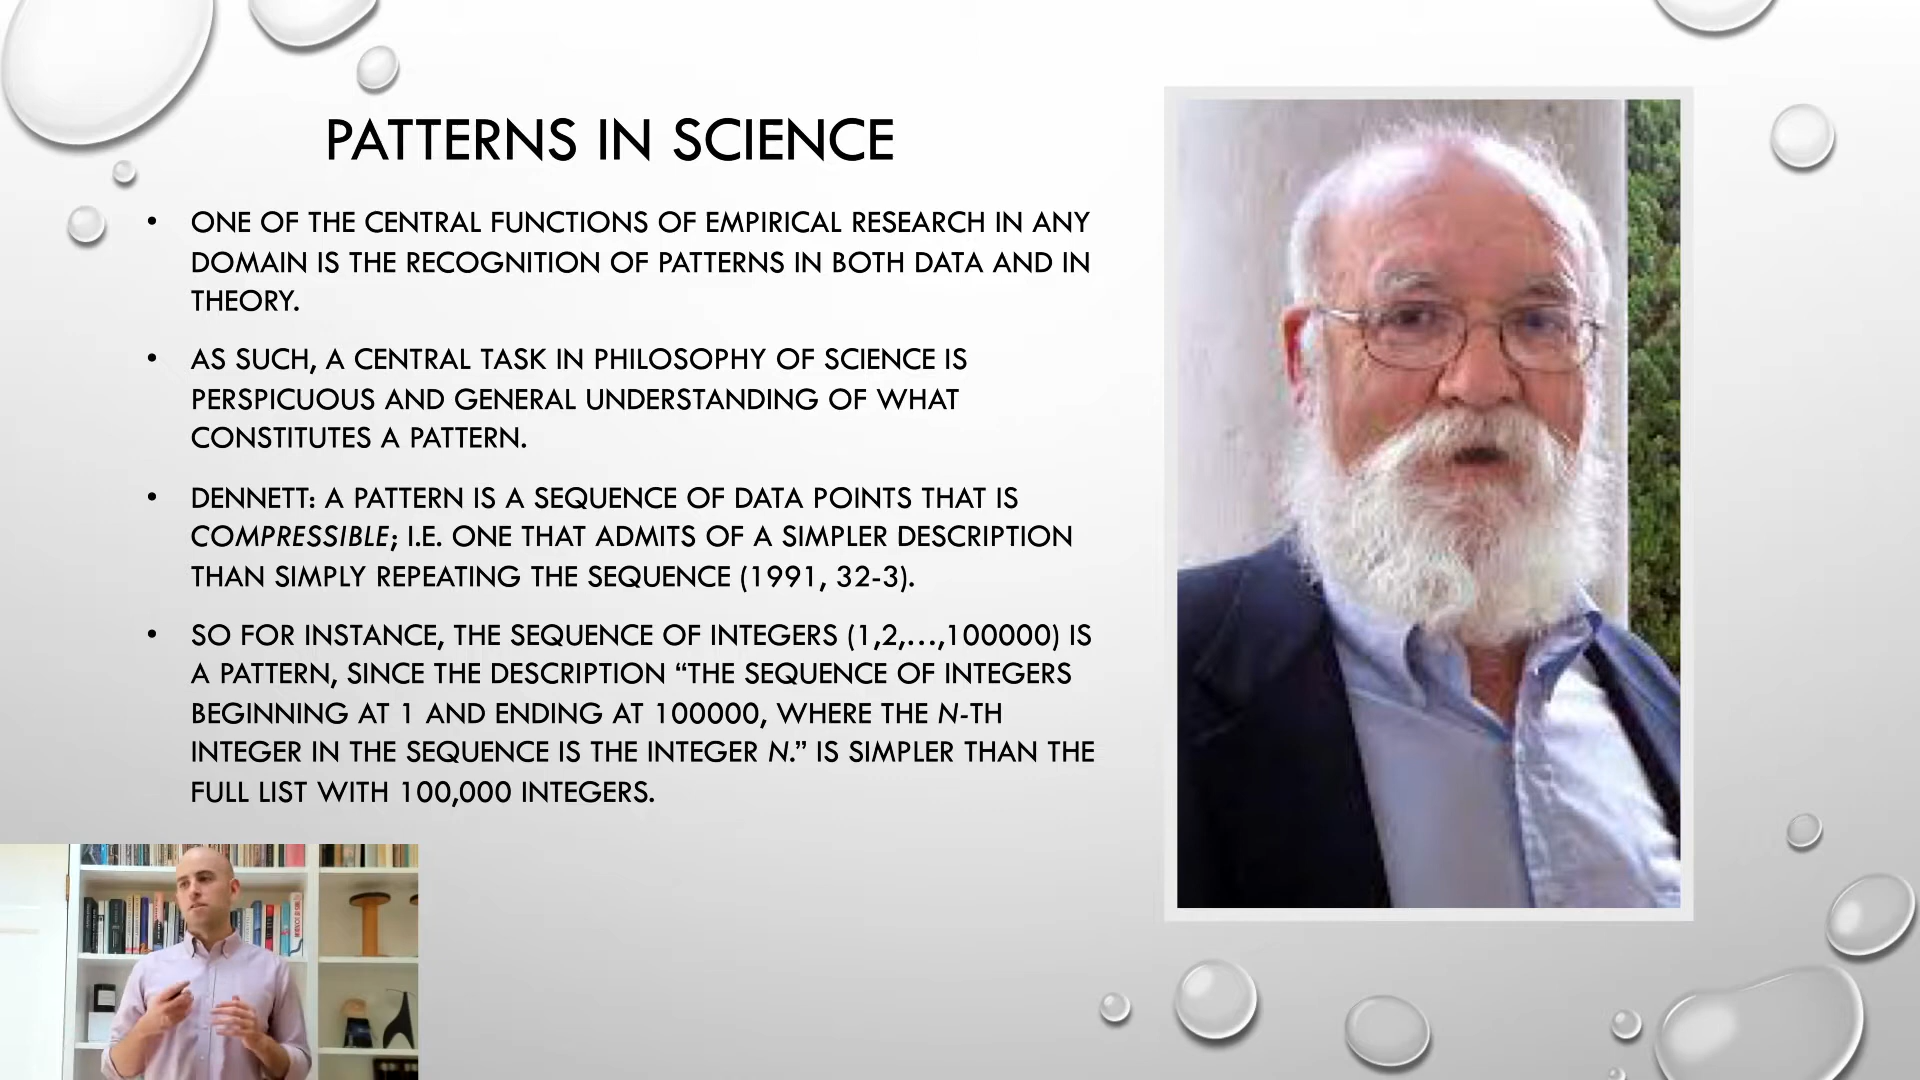 PATTERNS IN SCIENCE
• ONE OF THE CENTRAL FUNCTIONS OF EMPIRICAL RESEARCH IN ANY
DOMAIN IS THE RECOGNITION OF PATTERNS IN BOTH DATA AND IN
THEORY.
• AS SUCH, A CENTRAL TASK IN PHILOSOPHY OF SCIENCE IS
PERSPICUOUS AND GENERAL UNDERSTANDING OF WHAT
CONSTITUTES A PATTERN.
• DENNETT: A PATTERN IS A SEQUENCE OF DATA POINTS THAT IS
COMPRESSIBLE; I.E. ONE THAT ADMITS OF A SIMPLER DESCRIPTION
THAN SIMPLY REPEATING THE SEQUENCE (1991, 32-3).
• SO FOR INSTANCE, THE SEQUENCE OF INTEGERS (1,2,…,100000) IS
A PATTERN, SINCE THE DESCRIPTION “THE SEQUENCE OF INTEGERS
BEGINNING AT 1 AND ENDING AT 100000, WHERE THE N-TH
INTEGER IN THE SEQUENCE IS THE INTEGER N.” IS SIMPLER THAN THE
FULL LIST WITH 100,000 INTEGERS.